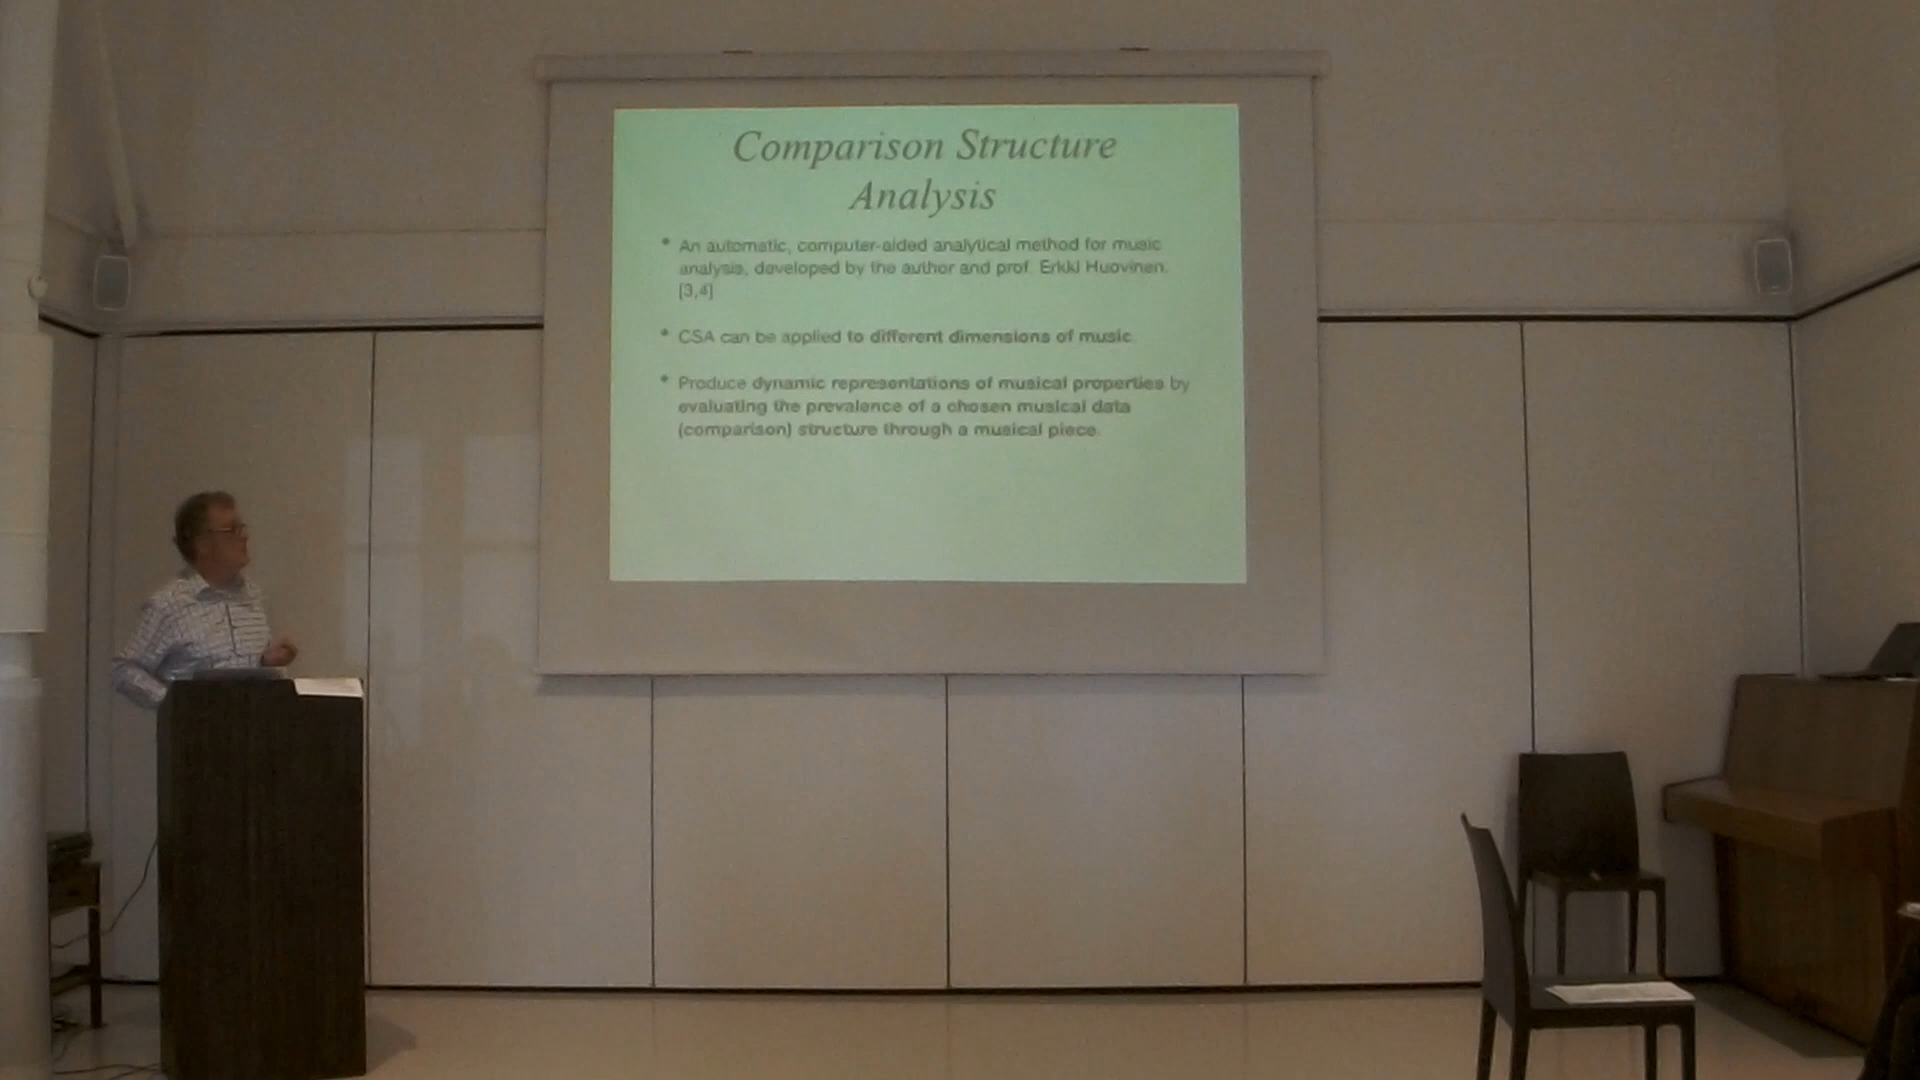 Comparison Structure
Analysis
• An automatic, computer-aided analytical method for music
analysis, developed by the author and prof. Erkki Huovinen.
[3,4]
• CSA can be applied to different dimensions of music.
• Produce dynamic representations of musical properties by
evaluating the prevalence of a chosen musical data
(comparison) structure through a musical piece.